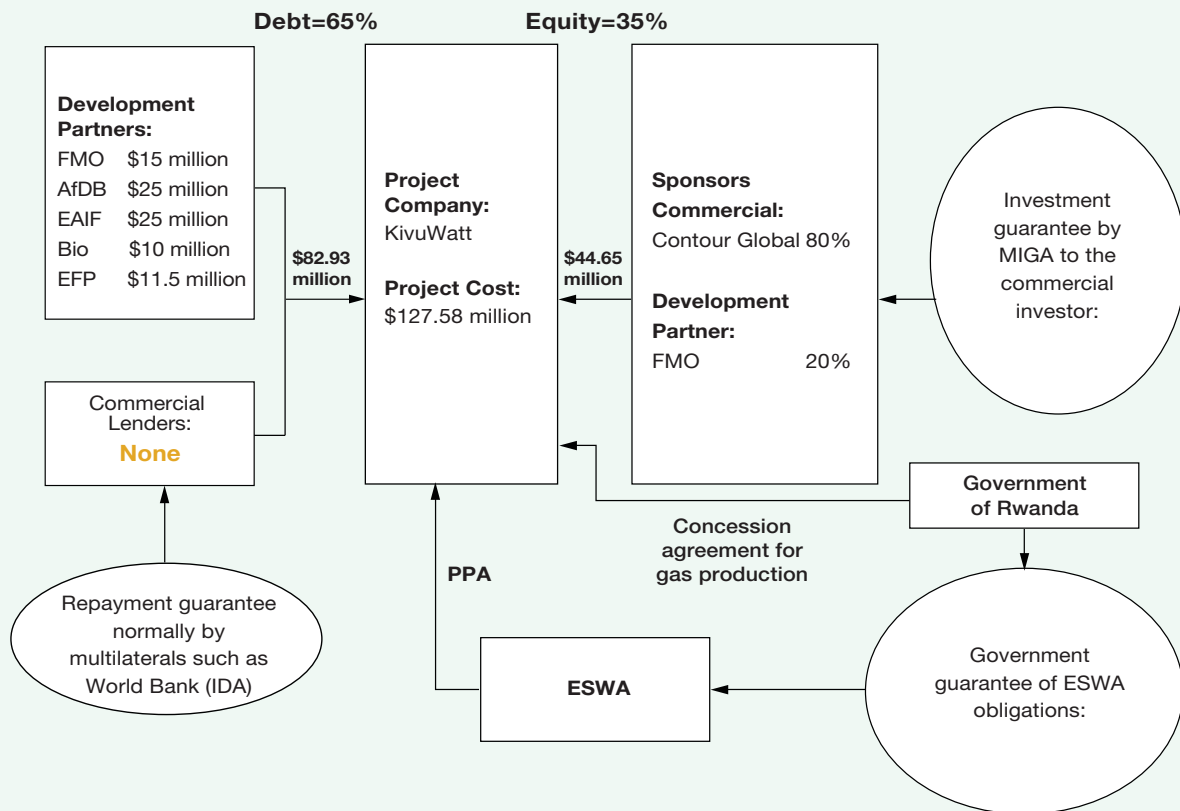 Debt=65%
Equity=35%
Development
Partners:
FMO $15 million
AfDB $25 million
EAIF $25 million
Bio $10 million
EFP $11.5 million
$82.93
million
Project
Company:
KivuWatt
Project Cost:
$127.58 million
$44.65
million
Sponsors
Commercial:
Contour Global 80%
Development
Partner:
FMO 20%
Investment
guarantee by
MIGA to the
commercial
investor:
Commercial
Lenders:
None
Government
of Rwanda
Concession
agreement for
gas production
PPA
Repayment guarantee
normally by
multilaterals such as
World Bank (IDA)
ESWA
Government
guarantee of ESWA
obligations: